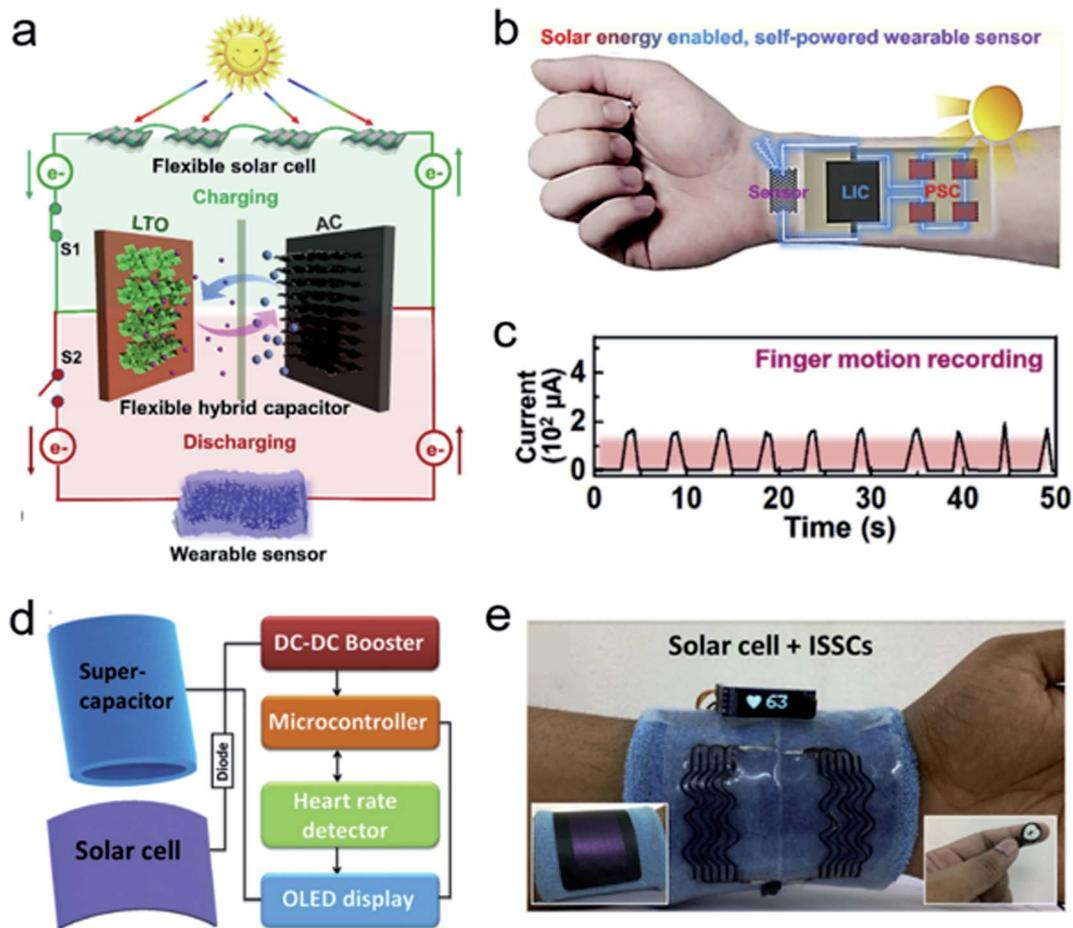 a
Flexible solar cell
e-
e-
Charging
LTO
AC
S1
S2
Flexible hybrid capacitor
e-
e-
Discharging
Wearable sensor
b
Solar energy enabled, self-powered wearable sensor
Sensor
LIC
PSC
c
Finger motion recording
Current
(10² µA)
4
2
0
0
10
20
30
40
50
Time (s)
d
Super-
capacitor
Diode
Solar cell
DC-DC Booster
Microcontroller
Heart rate
detector
OLED display
e
Solar cell + ISSCs
63